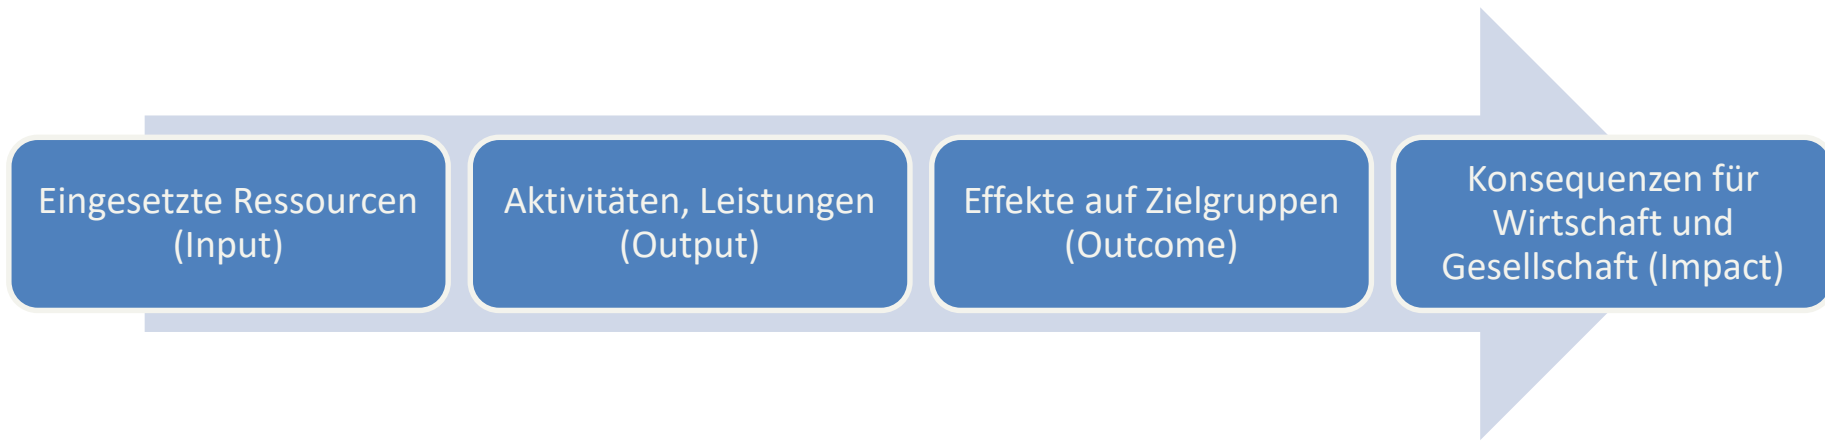 Eingesetzte Ressourcen
(Input)
Aktivitäten, Leistungen
(Output)
Effekte auf Zielgruppen
(Outcome)
Konsequenzen für
Wirtschaft und
Gesellschaft (Impact)